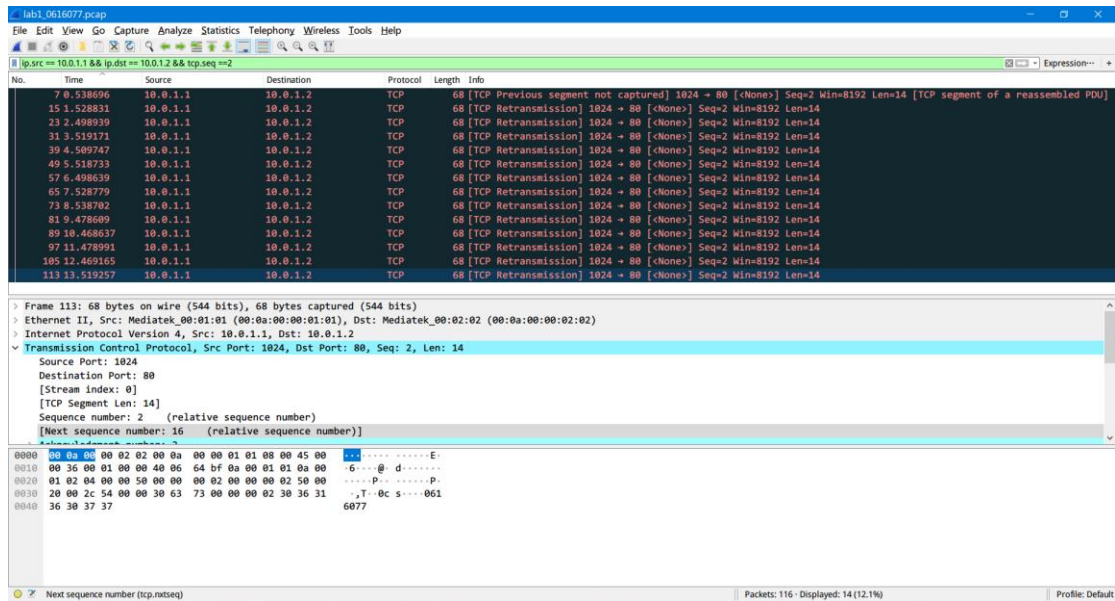 lab1_0616077.pcap
File Edit View Go Capture Analyze Statistics Telephony Wireless Tools Help
ip.src == 10.0.1.1 && ip.dst == 10.0.1.2 && tcp.seq ==2 Expression… +
No. Time Source Destination Protocol Length Info
7 0.538696 10.0.1.1 10.0.1.2 TCP 68 [TCP Previous segment not captured] 1024 → 80 [<None>] Seq=2 Win=8192 Len=14 [TCP segment of a reassembled PDU]
15 1.528831 10.0.1.1 10.0.1.2 TCP 68 [TCP Retransmission] 1024 → 80 [<None>] Seq=2 Win=8192 Len=14
23 2.498939 10.0.1.1 10.0.1.2 TCP 68 [TCP Retransmission] 1024 → 80 [<None>] Seq=2 Win=8192 Len=14
31 3.519171 10.0.1.1 10.0.1.2 TCP 68 [TCP Retransmission] 1024 → 80 [<None>] Seq=2 Win=8192 Len=14
39 4.509747 10.0.1.1 10.0.1.2 TCP 68 [TCP Retransmission] 1024 → 80 [<None>] Seq=2 Win=8192 Len=14
49 5.518733 10.0.1.1 10.0.1.2 TCP 68 [TCP Retransmission] 1024 → 80 [<None>] Seq=2 Win=8192 Len=14
57 6.498639 10.0.1.1 10.0.1.2 TCP 68 [TCP Retransmission] 1024 → 80 [<None>] Seq=2 Win=8192 Len=14
65 7.528779 10.0.1.1 10.0.1.2 TCP 68 [TCP Retransmission] 1024 → 80 [<None>] Seq=2 Win=8192 Len=14
73 8.538702 10.0.1.1 10.0.1.2 TCP 68 [TCP Retransmission] 1024 → 80 [<None>] Seq=2 Win=8192 Len=14
81 9.478609 10.0.1.1 10.0.1.2 TCP 68 [TCP Retransmission] 1024 → 80 [<None>] Seq=2 Win=8192 Len=14
89 10.468637 10.0.1.1 10.0.1.2 TCP 68 [TCP Retransmission] 1024 → 80 [<None>] Seq=2 Win=8192 Len=14
97 11.478991 10.0.1.1 10.0.1.2 TCP 68 [TCP Retransmission] 1024 → 80 [<None>] Seq=2 Win=8192 Len=14
105 12.469165 10.0.1.1 10.0.1.2 TCP 68 [TCP Retransmission] 1024 → 80 [<None>] Seq=2 Win=8192 Len=14
113 13.519257 10.0.1.1 10.0.1.2 TCP 68 [TCP Retransmission] 1024 → 80 [<None>] Seq=2 Win=8192 Len=14
Frame 113: 68 bytes on wire (544 bits), 68 bytes captured (544 bits)
Ethernet II, Src: Mediatek_00:01:01 (00:0a:00:00:01:01), Dst: Mediatek_00:02:02 (00:0a:00:00:02:02)
Internet Protocol Version 4, Src: 10.0.1.1, Dst: 10.0.1.2
Transmission Control Protocol, Src Port: 1024, Dst Port: 80, Seq: 2, Len: 14
Source Port: 1024
Destination Port: 80
[Stream index: 0]
[TCP Segment Len: 14]
Sequence number: 2 (relative sequence number)
[Next sequence number: 16 (relative sequence number)]
0000 00 0a 00 00 02 02 00 0a 00 00 01 01 08 00 45 00 ··· ····· ······E·
0010 00 36 00 01 00 00 40 06 64 bf 0a 00 01 01 0a 00 ·6····@· d·······
0020 01 02 04 00 00 50 00 00 00 02 00 00 00 02 50 00 ·····P·· ······P·
0030 20 00 2c 54 00 00 30 63 73 00 00 00 02 30 36 31 ·,T··0c s····061
0040 36 30 37 37 6077
Next sequence number (tcp.nxtseq) Packets: 116 · Displayed: 14 (12.1%) Profile: Default